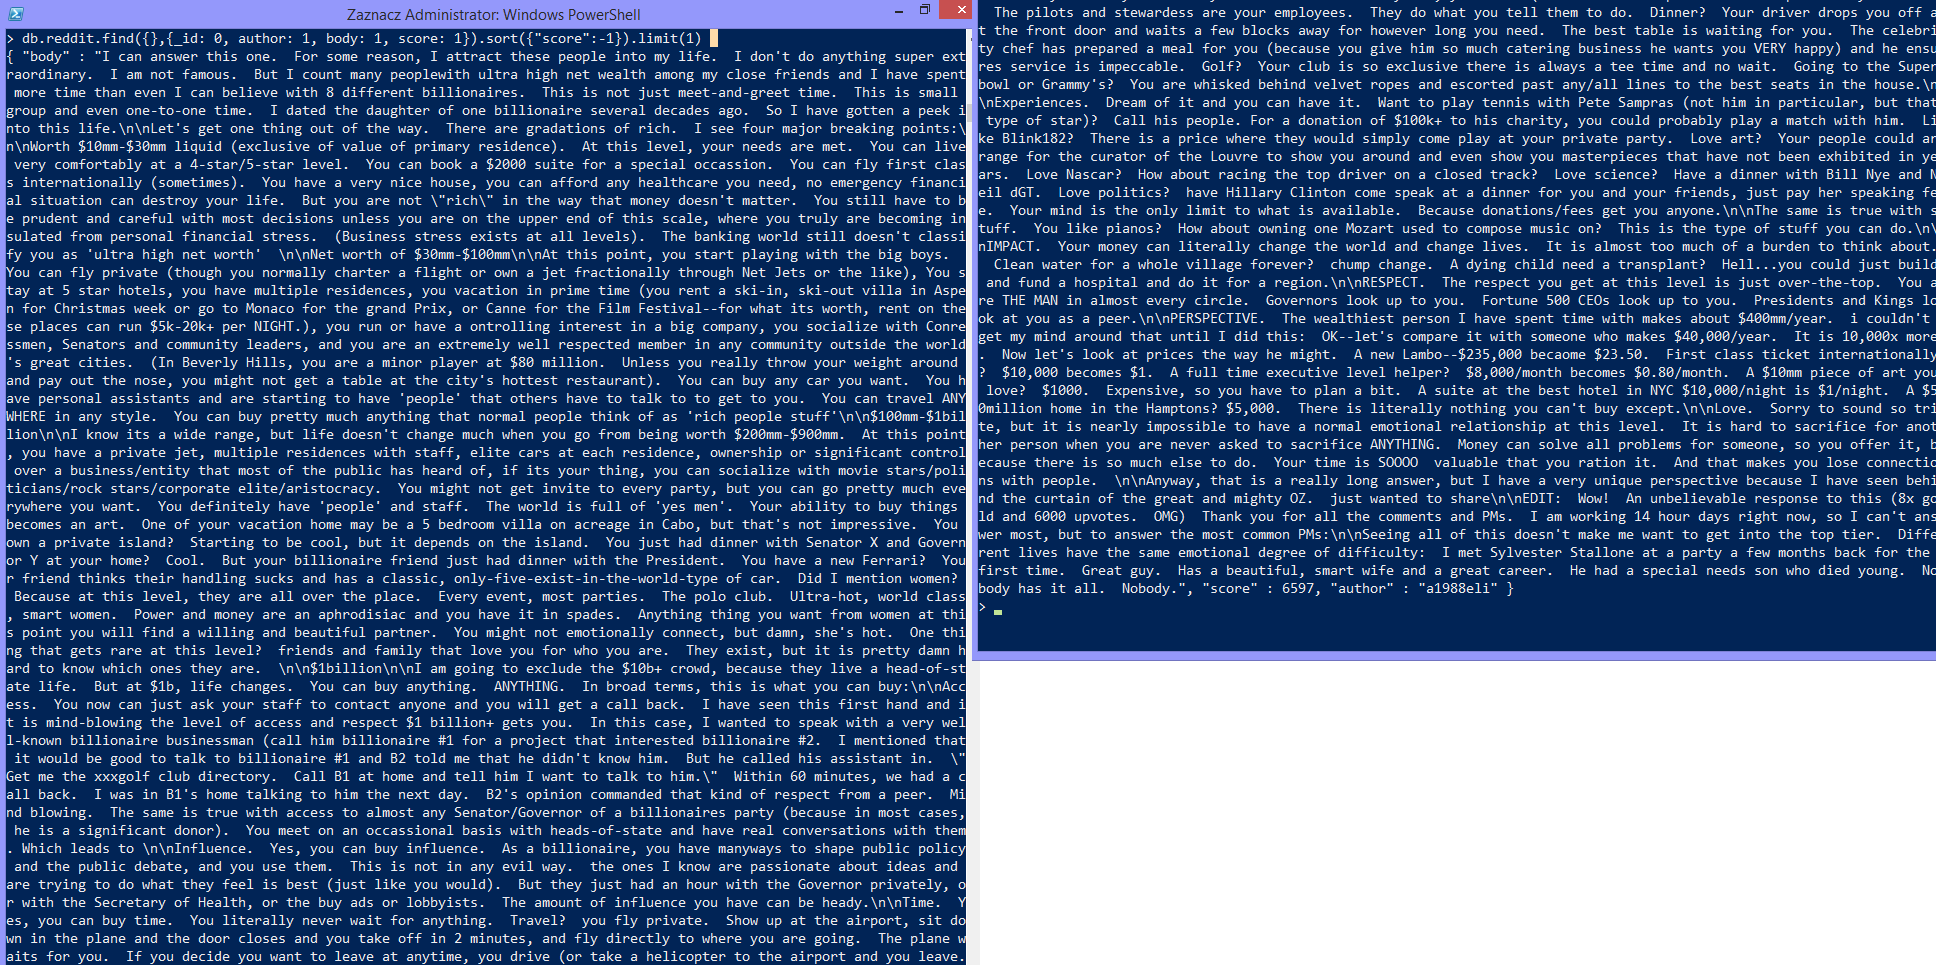 Zaznacz Administrator: Windows PowerShell
> db.reddit.find({},{_id: 0, author: 1, body: 1, score: 1}).sort({"score":-1}).limit(1)
{ "body" : "I can answer this one.  For some reason, I attract these people into my life.  I don't do anything super ext
raordinary.  I am not famous.  But I count many peoplewith ultra high net wealth among my close friends and I have spent
 more time than even I can believe with 8 different billionaires.  This is not just meet-and-greet time.  This is small
group and even one-to-one time.  I dated the daughter of one billionaire several decades ago.  So I have gotten a peek i
nto this life.\n\nLet's get one thing out of the way.  There are gradations of rich.  I see four major breaking points:\
n\nWorth $10mm-$30mm liquid (exclusive of value of primary residence).  At this level, your needs are met.  You can live
 very comfortably at a 4-star/5-star level.  You can book a $2000 suite for a special occassion.  You can fly first clas
s internationally (sometimes).  You have a very nice house, you can afford any healthcare you need, no emergency financi
al situation can destroy your life.  But you are not \"rich\" in the way that money doesn't matter.  You still have to b
e prudent and careful with most decisions unless you are on the upper end of this scale, where you truly are becoming in
sulated from personal financial stress.  (Business stress exists at all levels).  The banking world still doesn't classi
fy you as 'ultra high net worth'  \n\nNet worth of $30mm-$100mm\n\nAt this point, you start playing with the big boys.
You can fly private (though you normally charter a flight or own a jet fractionally through Net Jets or the like), You s
tay at 5 star hotels, you have multiple residences, you vacation in prime time (you rent a ski-in, ski-out villa in Aspe
n for Christmas week or go to Monaco for the grand Prix, or Canne for the Film Festival--for what its worth, rent on the
se places can run $5k-20k+ per NIGHT.), you run or have a ontrolling interest in a big company, you socialize with Conre
ssmen, Senators and community leaders, and you are an extremely well respected member in any community outside the world
's great cities.  (In Beverly Hills, you are a minor player at $80 million.  Unless you really throw your weight around
and pay out the nose, you might not get a table at the city's hottest restaurant).  You can buy any car you want.  You h
ave personal assistants and are starting to have 'people' that others have to talk to to get to you.  You can travel ANY
WHERE in any style.  You can buy pretty much anything that normal people think of as 'rich people stuff'\n\n$100mm-$1bil
lion\n\nI know its a wide range, but life doesn't change much when you go from being worth $200mm-$900mm.  At this point
, you have a private jet, multiple residences with staff, elite cars at each residence, ownership or significant control
 over a business/entity that most of the public has heard of, if its your thing, you can socialize with movie stars/poli
ticians/rock stars/corporate elite/aristocracy.  You might not get invite to every party, but you can go pretty much eve
rywhere you want.  You definitely have 'people' and staff.  The world is full of 'yes men'.  Your ability to buy things
becomes an art.  One of your vacation home may be a 5 bedroom villa on acreage in Cabo, but that's not impressive.  You
own a private island?  Starting to be cool, but it depends on the island.  You just had dinner with Senator X and Govern
or Y at your home?  Cool.  But your billionaire friend just had dinner with the President.  You have a new Ferrari?  You
r friend thinks their handling sucks and has a classic, only-five-exist-in-the-world-type of car.  Did I mention women?
 Because at this level, they are all over the place.  Every event, most parties.  The polo club.  Ultra-hot, world class
, smart women.  Power and money are an aphrodisiac and you have it in spades.  Anything thing you want from women at thi
s point you will find a willing and beautiful partner.  You might not emotionally connect, but damn, she's hot.  One thi
ng that gets rare at this level?  friends and family that love you for who you are.  They exist, but it is pretty damn h
ard to know which ones they are.  \n\n$1billion\n\nI am going to exclude the $10b+ crowd, because they live a head-of-st
ate life.  But at $1b, life changes.  You can buy anything.  ANYTHING.  In broad terms, this is what you can buy:\n\nAcc
ess.  You now can just ask your staff to contact anyone and you will get a call back.  I have seen this first hand and i
t is mind-blowing the level of access and respect $1 billion+ gets you.  In this case, I wanted to speak with a very wel
l-known billionaire businessman (call him billionaire #1 for a project that interested billionaire #2.  I mentioned that
 it would be good to talk to billionaire #1 and B2 told me that he didn't know him.  But he called his assistant in.  \"
Get me the xxxgolf club directory.  Call B1 at home and tell him I want to talk to him.\"  Within 60 minutes, we had a c
all back.  I was in B1's home talking to him the next day.  B2's opinion commanded that kind of respect from a peer.  Mi
nd blowing.  The same is true with access to almost any Senator/Governor of a billionaires party (because in most cases,
 he is a significant donor).  You meet on an occassional basis with heads-of-state and have real conversations with them
. Which leads to \n\nInfluence.  Yes, you can buy influence.  As a billionaire, you have manyways to shape public policy
 and the public debate, and you use them.  This is not in any evil way.  the ones I know are passionate about ideas and
are trying to do what they feel is best (just like you would).  But they just had an hour with the Governor privately, o
r with the Secretary of Health, or the buy ads or lobbyists.  The amount of influence you have can be heady.\n\nTime.  Y
es, you can buy time.  You literally never wait for anything.  Travel?  you fly private.  Show up at the airport, sit do
wn in the plane and the door closes and you take off in 2 minutes, and fly directly to where you are going.  The plane w
aits for you.  If you decide you want to leave at anytime, you drive (or take a helicopter to the airport and you leave.
 The pilots and stewardess are your employees.  They do what you tell them to do.  Dinner?  Your driver drops you off a
t the front door and waits a few blocks away for however long you need.  The best table is waiting for you.  The celebri
ty chef has prepared a meal for you (because you give him so much catering business he wants you VERY happy) and he ensu
res service is impeccable.  Golf?  Your club is so exclusive there is always a tee time and no wait.  Going to the Super
bowl or Grammy's?  You are whisked behind velvet ropes and escorted past any/all lines to the best seats in the house.\n
\nExperiences.  Dream of it and you can have it.  Want to play tennis with Pete Sampras (not him in particular, but that
 type of star)?  Call his people. For a donation of $100k+ to his charity, you could probably play a match with him.  Li
ke Blink182?  There is a price where they would simply come play at your private party.  Love art?  Your people could ar
range for the curator of the Louvre to show you around and even show you masterpieces that have not been exhibited in ye
ars.  Love Nascar?  How about racing the top driver on a closed track?  Love science?  Have a dinner with Bill Nye and N
eil dGT.  Love politics?  have Hillary Clinton come speak at a dinner for you and your friends, just pay her speaking fe
e.  Your mind is the only limit to what is available.  Because donations/fees get you anyone.\n\nThe same is true with s
tuff.  You like pianos?  How about owning one Mozart used to compose music on?  This is the type of stuff you can do.\n\
nIMPACT.  Your money can literally change the world and change lives.  It is almost too much of a burden to think about.
  Clean water for a whole village forever?  chump change.  A dying child need a transplant?  Hell...you could just build
 and fund a hospital and do it for a region.\n\nRESPECT.  The respect you get at this level is just over-the-top.  You a
re THE MAN in almost every circle.  Governors look up to you.  Fortune 500 CEOs look up to you.  Presidents and Kings lo
ok at you as a peer.\n\nPERSPECTIVE.  The wealthiest person I have spent time with makes about $400mm/year.  i couldn't
get my mind around that until I did this:  OK--let's compare it with someone who makes $40,000/year.  It is 10,000x more
.  Now let's look at prices the way he might.  A new Lambo--$235,000 becaome $23.50.  First class ticket internationally
?  $10,000 becomes $1.  A full time executive level helper?  $8,000/month becomes $0.80/month.  A $10mm piece of art you
 love?  $1000.  Expensive, so you have to plan a bit.  A suite at the best hotel in NYC $10,000/night is $1/night.  A $5
0million home in the Hamptons? $5,000.  There is literally nothing you can't buy except.\n\nLove.  Sorry to sound so tri
te, but it is nearly impossible to have a normal emotional relationship at this level.  It is hard to sacrifice for anot
her person when you are never asked to sacrifice ANYTHING.  Money can solve all problems for someone, so you offer it, b
ecause there is so much else to do.  Your time is SOOOO  valuable that you ration it.  And that makes you lose connectio
ns with people.  \n\nAnyway, that is a really long answer, but I have a very unique perspective because I have seen behi
nd the curtain of the great and mighty OZ.  just wanted to share\n\nEDIT:  Wow!  An unbelievable response to this (8x go
ld and 6000 upvotes.  OMG)  Thank you for all the comments and PMs.  I am working 14 hour days right now, so I can't ans
wer most, but to answer the most common PMs:\n\nSeeing all of this doesn't make me want to get into the top tier.  Diffe
rent lives have the same emotional degree of difficulty:  I met Sylvester Stallone at a party a few months back for the
first time.  Great guy.  Has a beautiful, smart wife and a great career.  He had a special needs son who died young.  No
body has it all.  Nobody.", "score" : 6597, "author" : "a1988eli" }
>